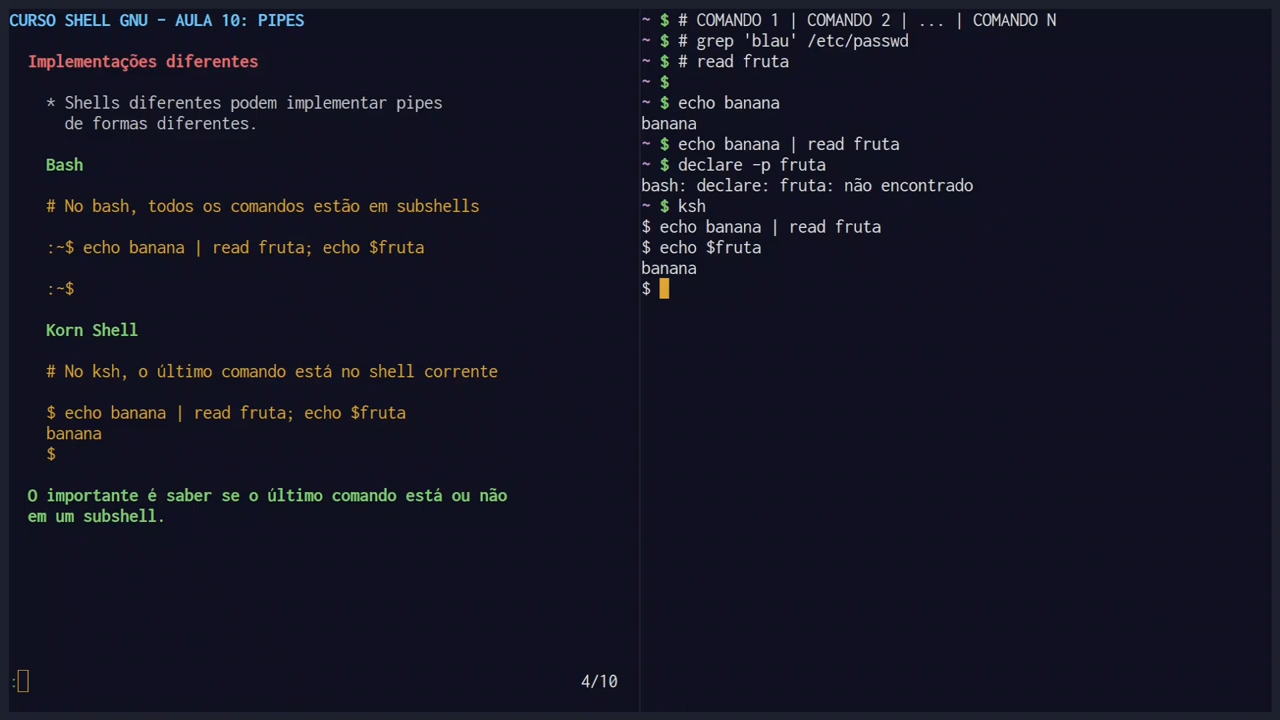 CURSO SHELL GNU - AULA 10: PIPES
Implementações diferentes
* Shells diferentes podem implementar pipes
de formas diferentes.
Bash
# No bash, todos os comandos estão em subshells
:~$ echo banana | read fruta; echo $fruta
:~$
Korn Shell
# No ksh, o último comando está no shell corrente
$ echo banana | read fruta; echo $fruta
banana
$
O importante é saber se o último comando está ou não
em um subshell.
:
4/10
~ $ # COMANDO 1 | COMANDO 2 | ... | COMANDO N
~ $ # grep 'blau' /etc/passwd
~ $ # read fruta
~ $
~ $ echo banana
banana
~ $ echo banana | read fruta
~ $ declare -p fruta
bash: declare: fruta: não encontrado
~ $ ksh
$ echo banana | read fruta
$ echo $fruta
banana
$